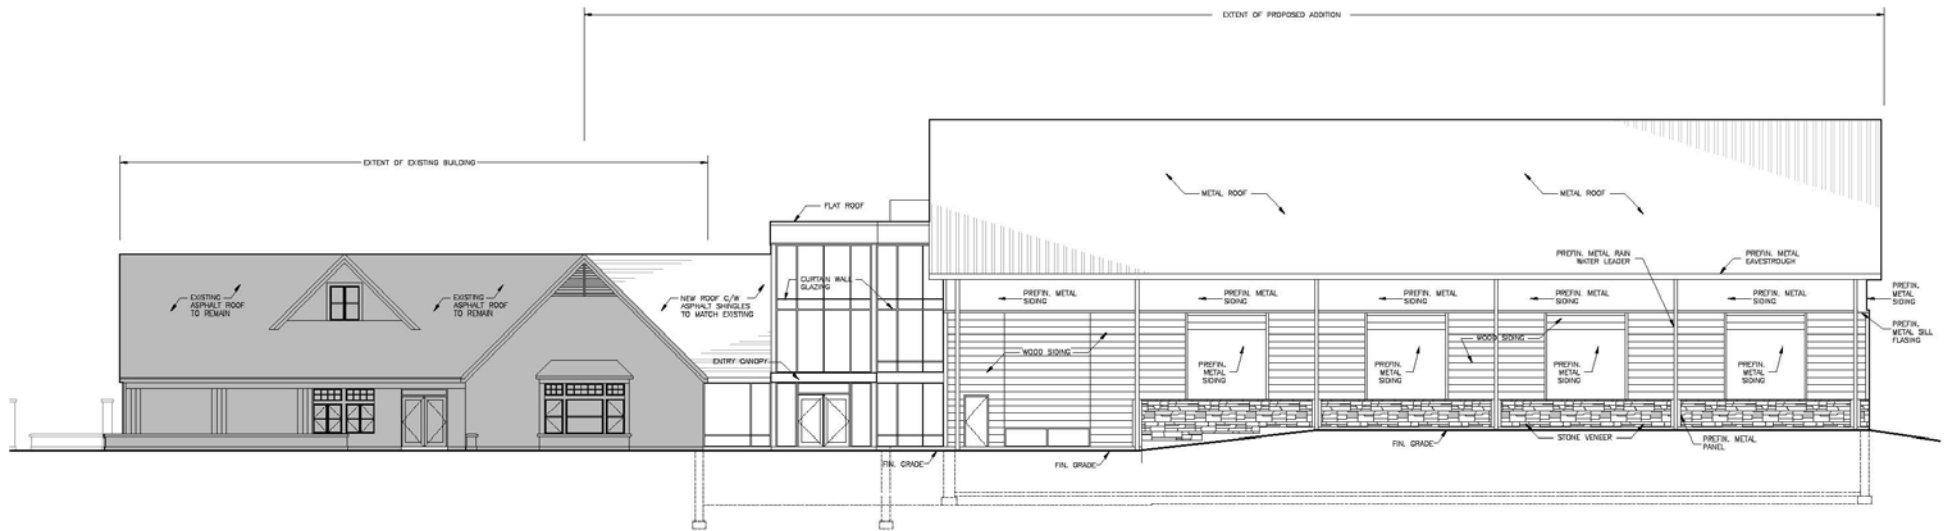 EXTENT OF PROPOSED ADDITION
EXTENT OF EXISTING BUILDING
METAL ROOF
METAL ROOF
FLAT ROOF
PREFIN. METAL RAIN
WATER LEADER
PREFIN. METAL
EAVESTROUGH
CURTAIN WALL
GLAZING
EXISTING
ASPHALT ROOF
TO REMAIN
EXISTING
ASPHALT ROOF
TO REMAIN
NEW ROOF C/W
ASPHALT SHINGLES
TO MATCH EXISTING
PREFIN. METAL
SIDING
PREFIN. METAL
SIDING
PREFIN. METAL
SIDING
PREFIN. METAL
SIDING
PREFIN. METAL
SIDING
PREFIN.
METAL
SIDING
PREFIN.
METAL SILL
FLASING
ENTRY CANOPY
WOOD SIDING
WOOD SIDING
PREFIN.
METAL
SIDING
PREFIN.
METAL
SIDING
PREFIN.
METAL
SIDING
PREFIN.
METAL
SIDING
FIN. GRADE
FIN. GRADE
FIN. GRADE
STONE VENEER
PREFIN. METAL
PANEL